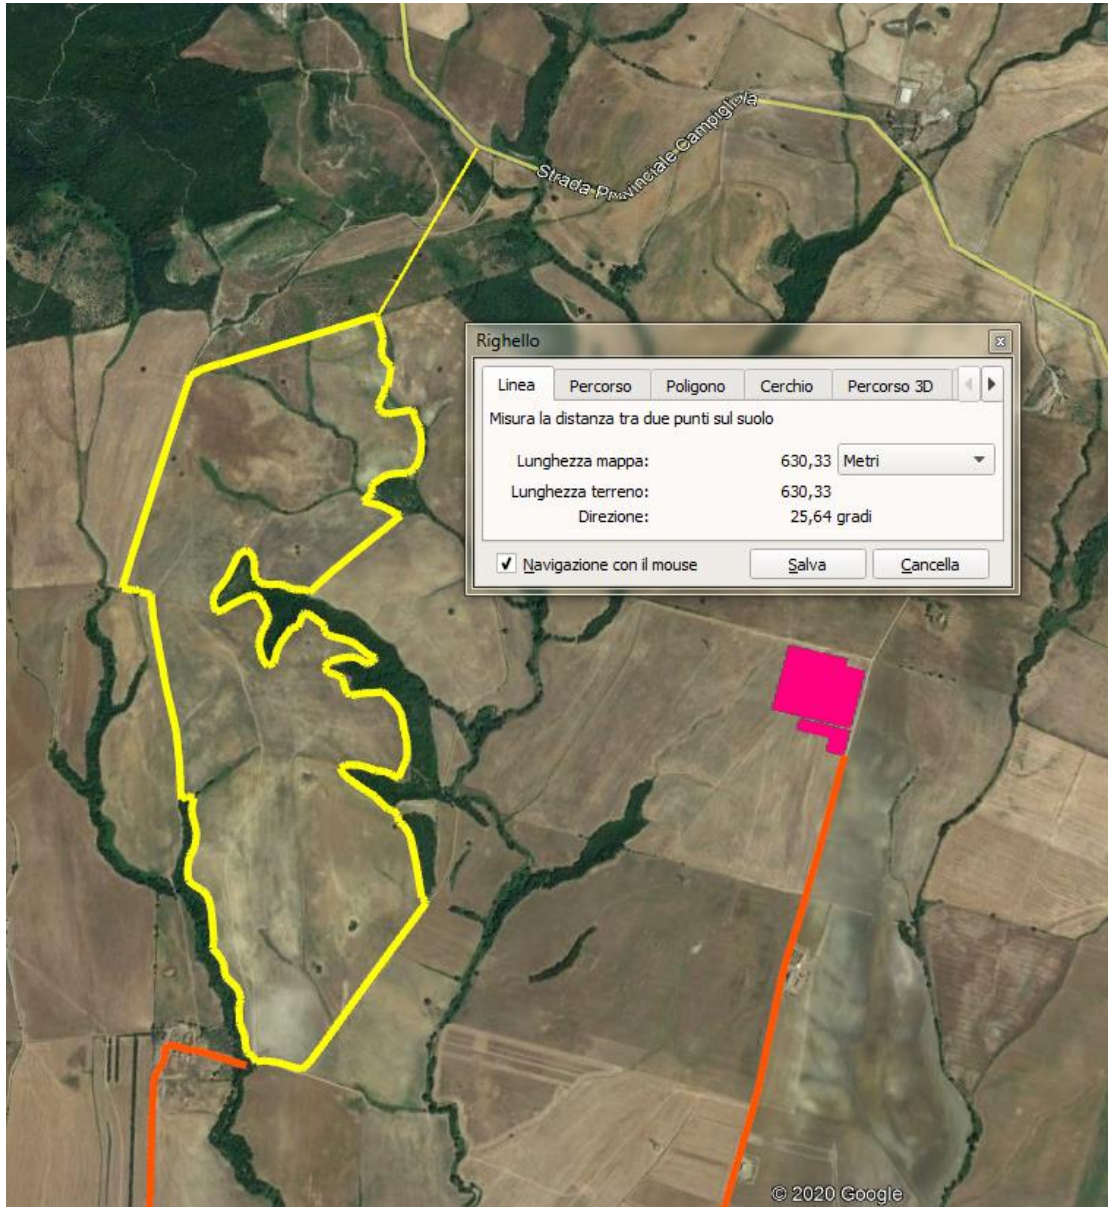 Strada Provinciale Campigliola
Righello
Linea Percorso Poligono Cerchio Percorso 3D
Misura la distanza tra due punti sul suolo
Lunghezza mappa: 630,33 Metri
Lunghezza terreno: 630,33
Direzione: 25,64 gradi
Navigazione con il mouse Salva Cancella
© 2020 Google